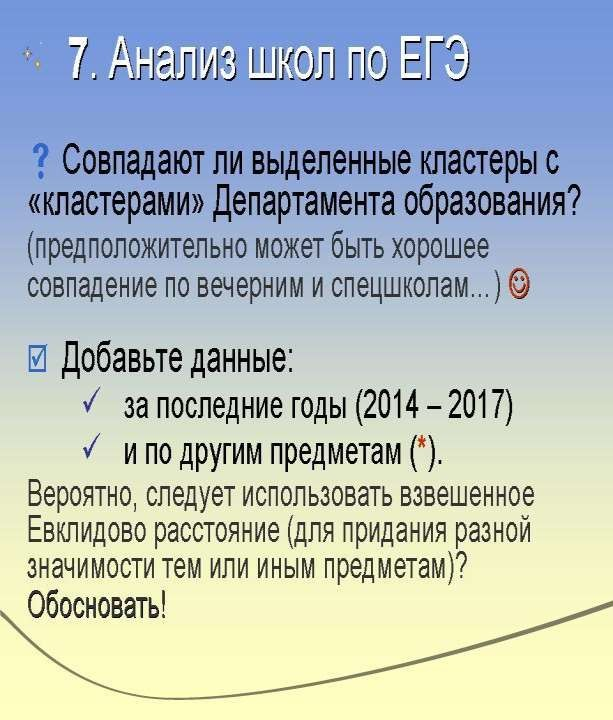 7. Анализ школ по ЕГЭ
? Совпадают ли выделенные кластеры с
«кластерами» Департамента образования?
(предположительно может быть хорошее
совпадение по вечерним и спецшколам…) ☺
☑ Добавьте данные:
✓ за последние годы (2014 – 2017)
✓ и по другим предметам (*).
Вероятно, следует использовать взвешенное
Евклидово расстояние (для придания разной
значимости тем или иным предметам)?
Обосновать!